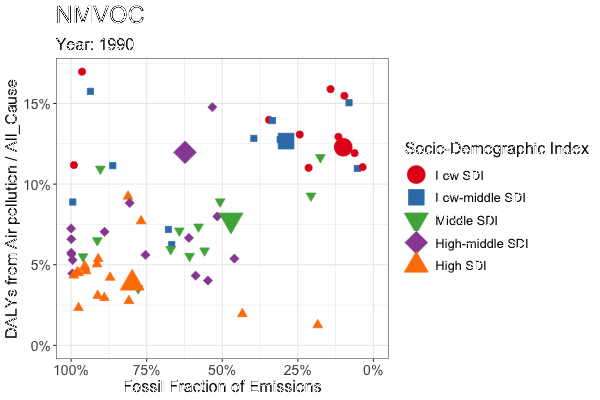 NMVOC
Year: 1990
DALYs from Air pollution / All_Cause
15%
10%
5%
0%
100%
75%
50%
25%
0%
Fossil Fraction of Emissions
Socio-Demographic Index
Low SDI
Low-middle SDI
Middle SDI
High-middle SDI
High SDI